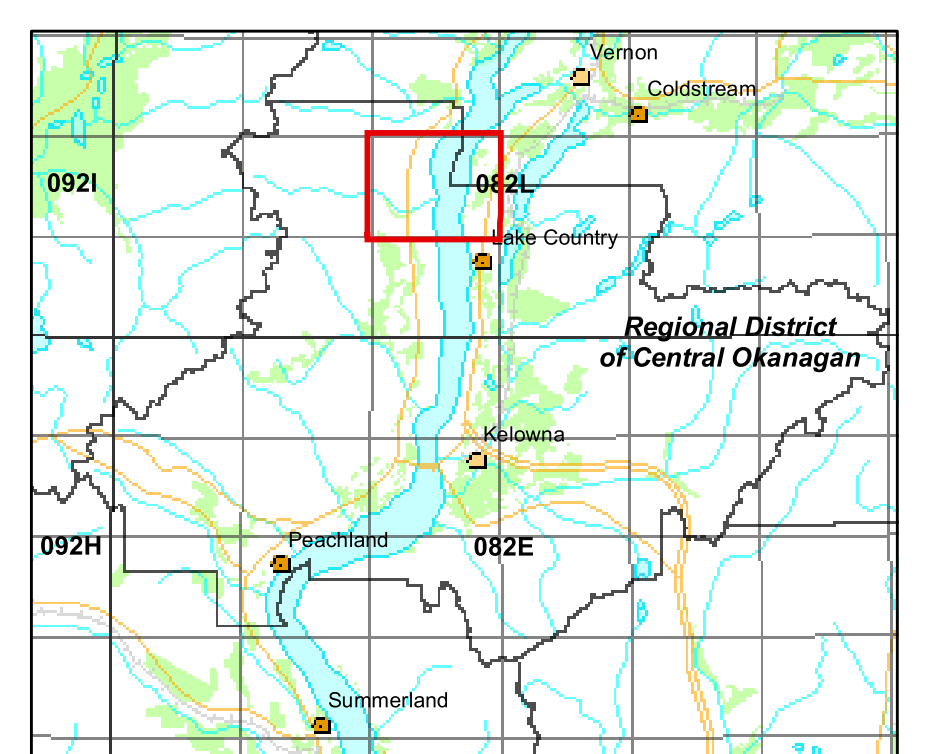 Vernon
Coldstream
092I
082L
Lake Country
Regional District
of Central Okanagan
Kelowna
092H
Peachland
082E
Summerland